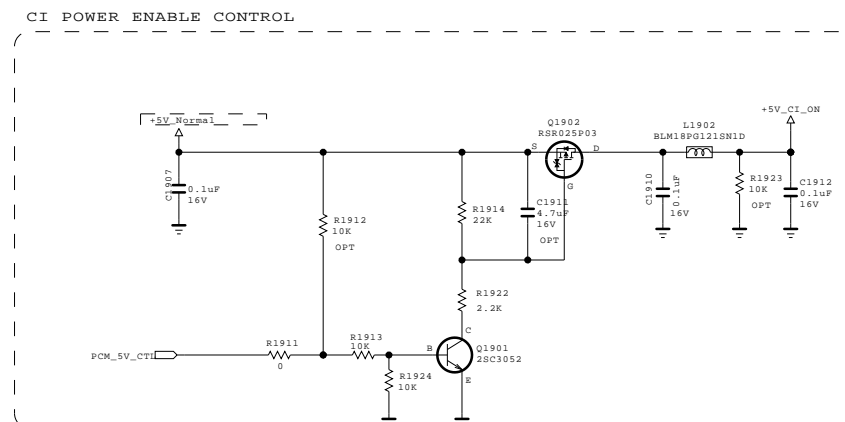 CI POWER ENABLE CONTROL
+5V_Normal
Q1902
RSR025P03
L1902
BLM18PG121SN1D
+5V_CI_ON
S
D
G
C1907
0.1uF
16V
R1912
10K
OPT
R1914
22K
C1911
4.7uF
16V
OPT
C1910
0.1uF
16V
R1923
10K
OPT
C1912
0.1uF
16V
R1922
2.2K
C
B
E
Q1901
2SC3052
PCM_5V_CTL
R1911
0
R1913
10K
R1924
10K